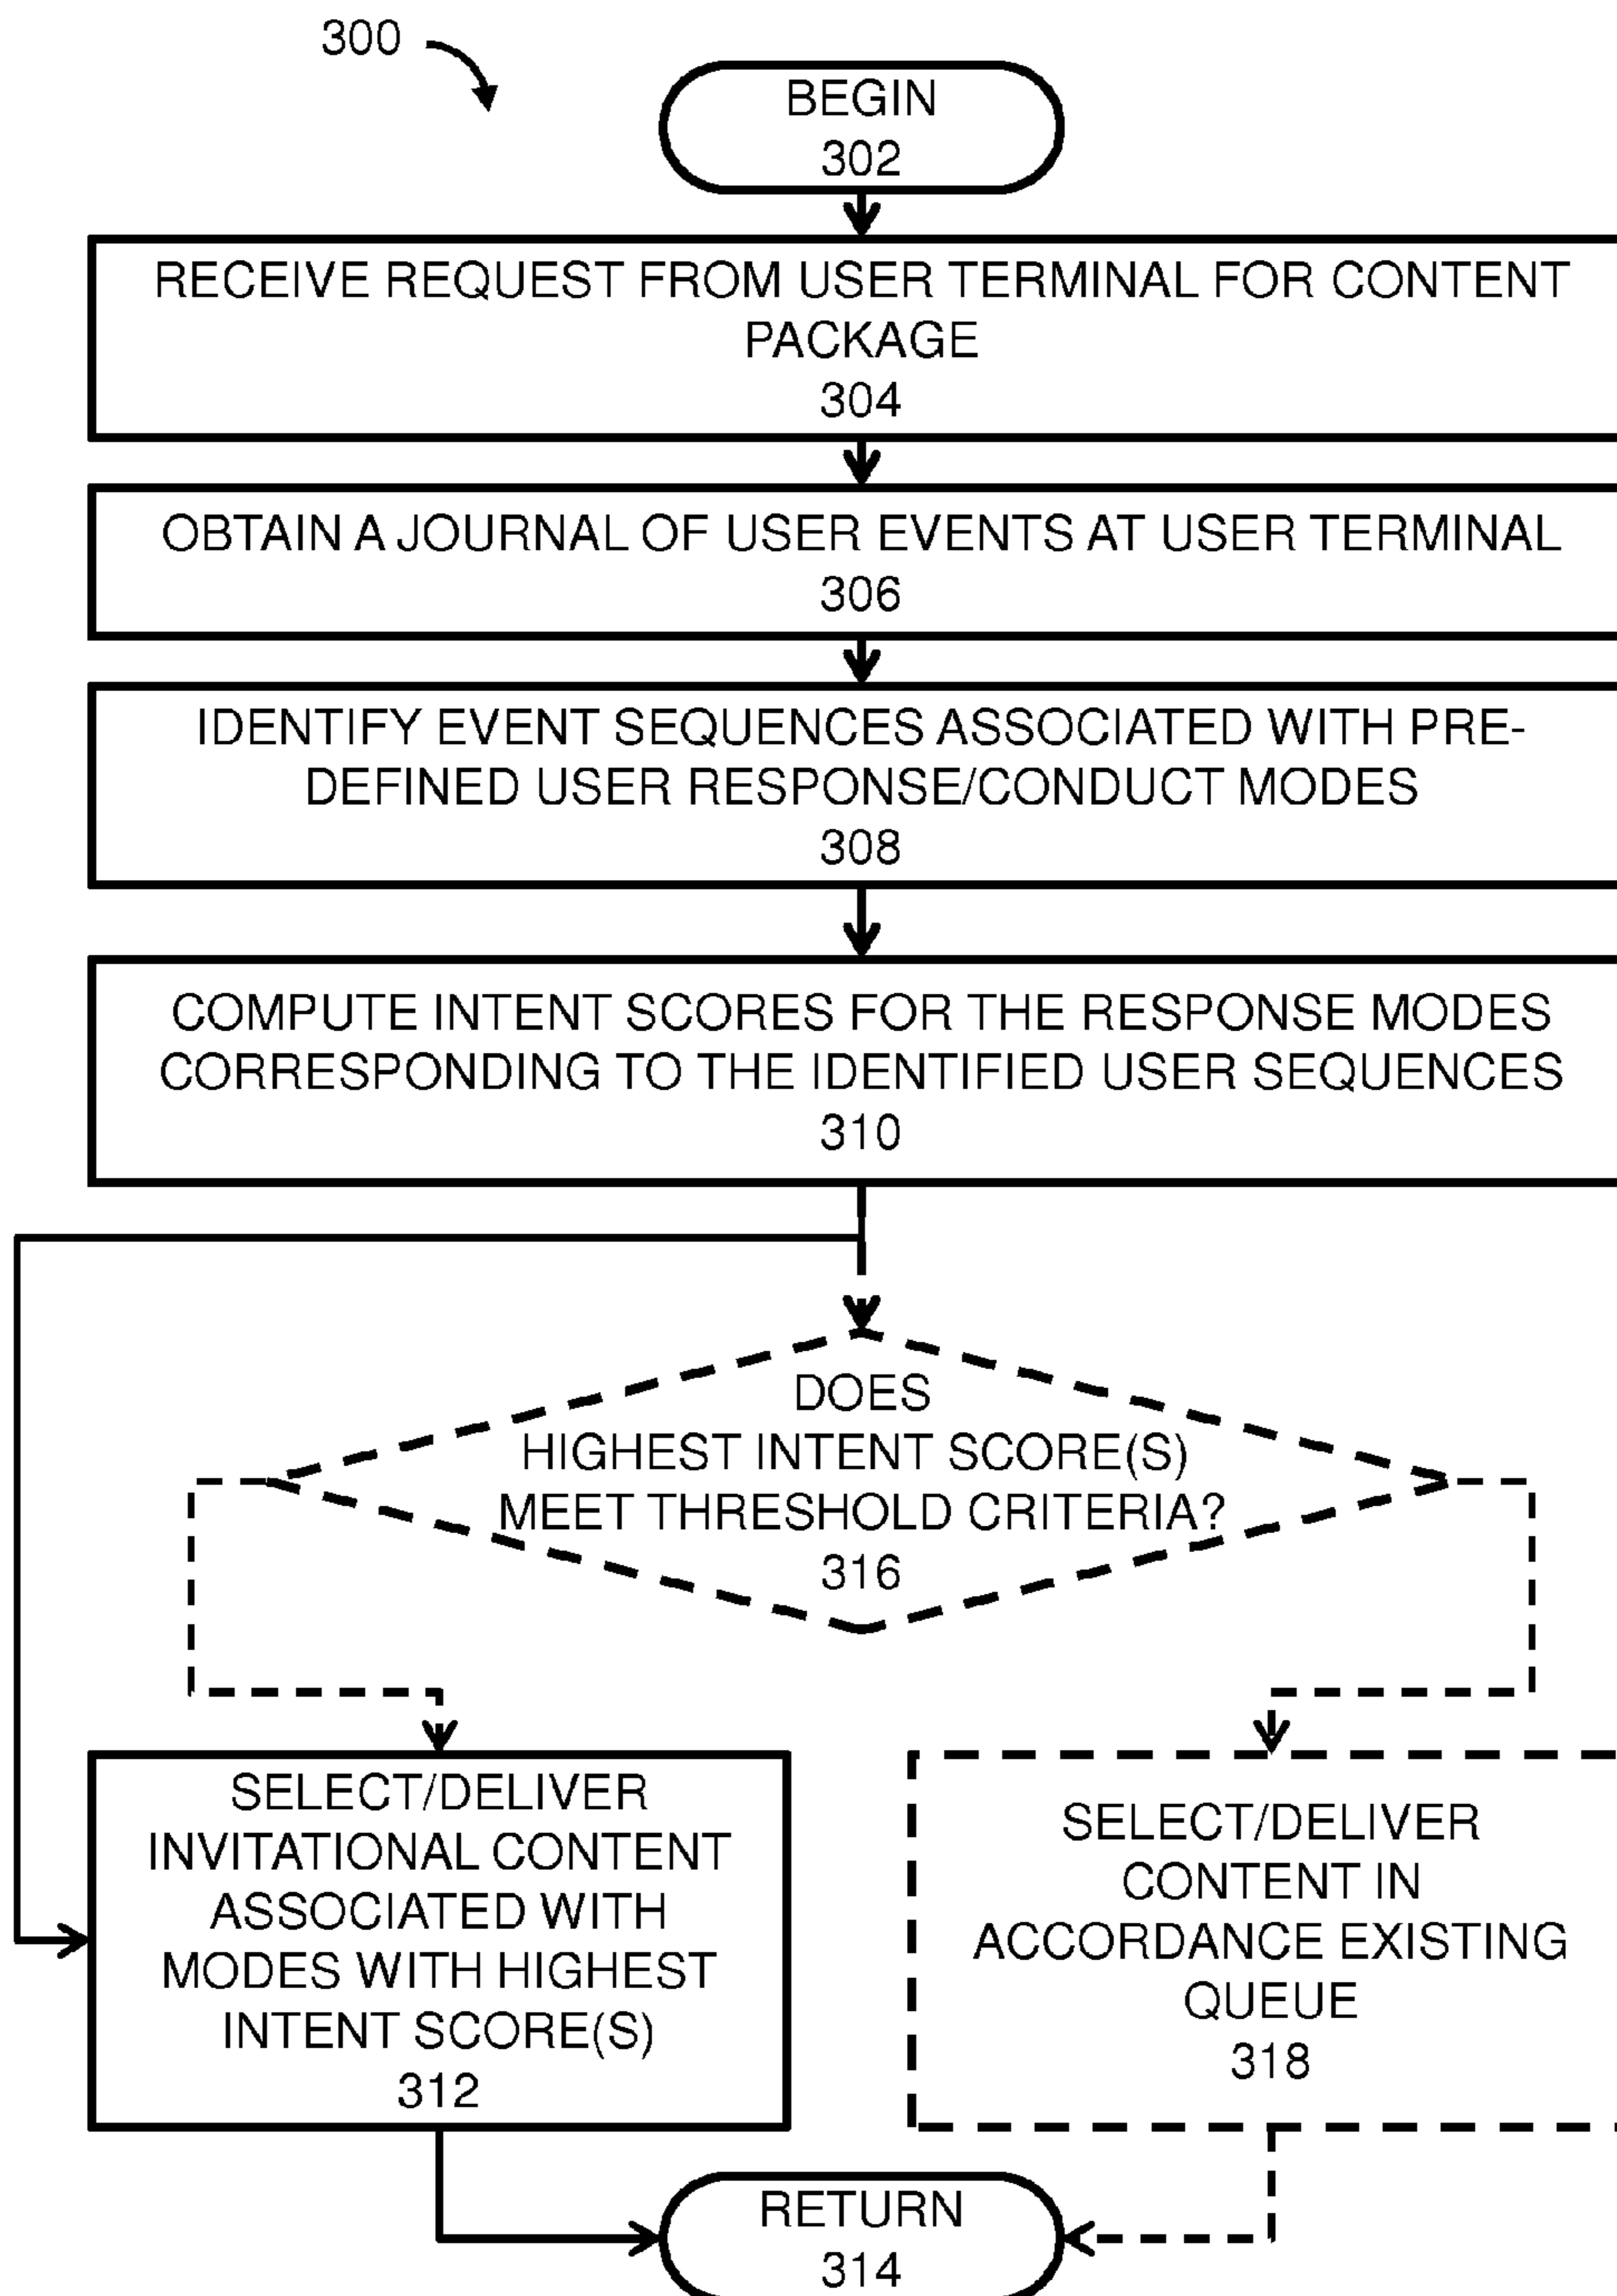 300
BEGIN
302
RECEIVE REQUEST FROM USER TERMINAL FOR CONTENT
PACKAGE
304
OBTAIN A JOURNAL OF USER EVENTS AT USER TERMINAL
306
IDENTIFY EVENT SEQUENCES ASSOCIATED WITH PRE-
DEFINED USER RESPONSE/CONDUCT MODES
308
COMPUTE INTENT SCORES FOR THE RESPONSE MODES
CORRESPONDING TO THE IDENTIFIED USER SEQUENCES
310
DOES
HIGHEST INTENT SCORE(S)
MEET THRESHOLD CRITERIA?
316
SELECT/DELIVER
INVITATIONAL CONTENT
ASSOCIATED WITH
MODES WITH HIGHEST
INTENT SCORE(S)
312
SELECT/DELIVER
CONTENT IN
ACCORDANCE EXISTING
QUEUE
318
RETURN
314